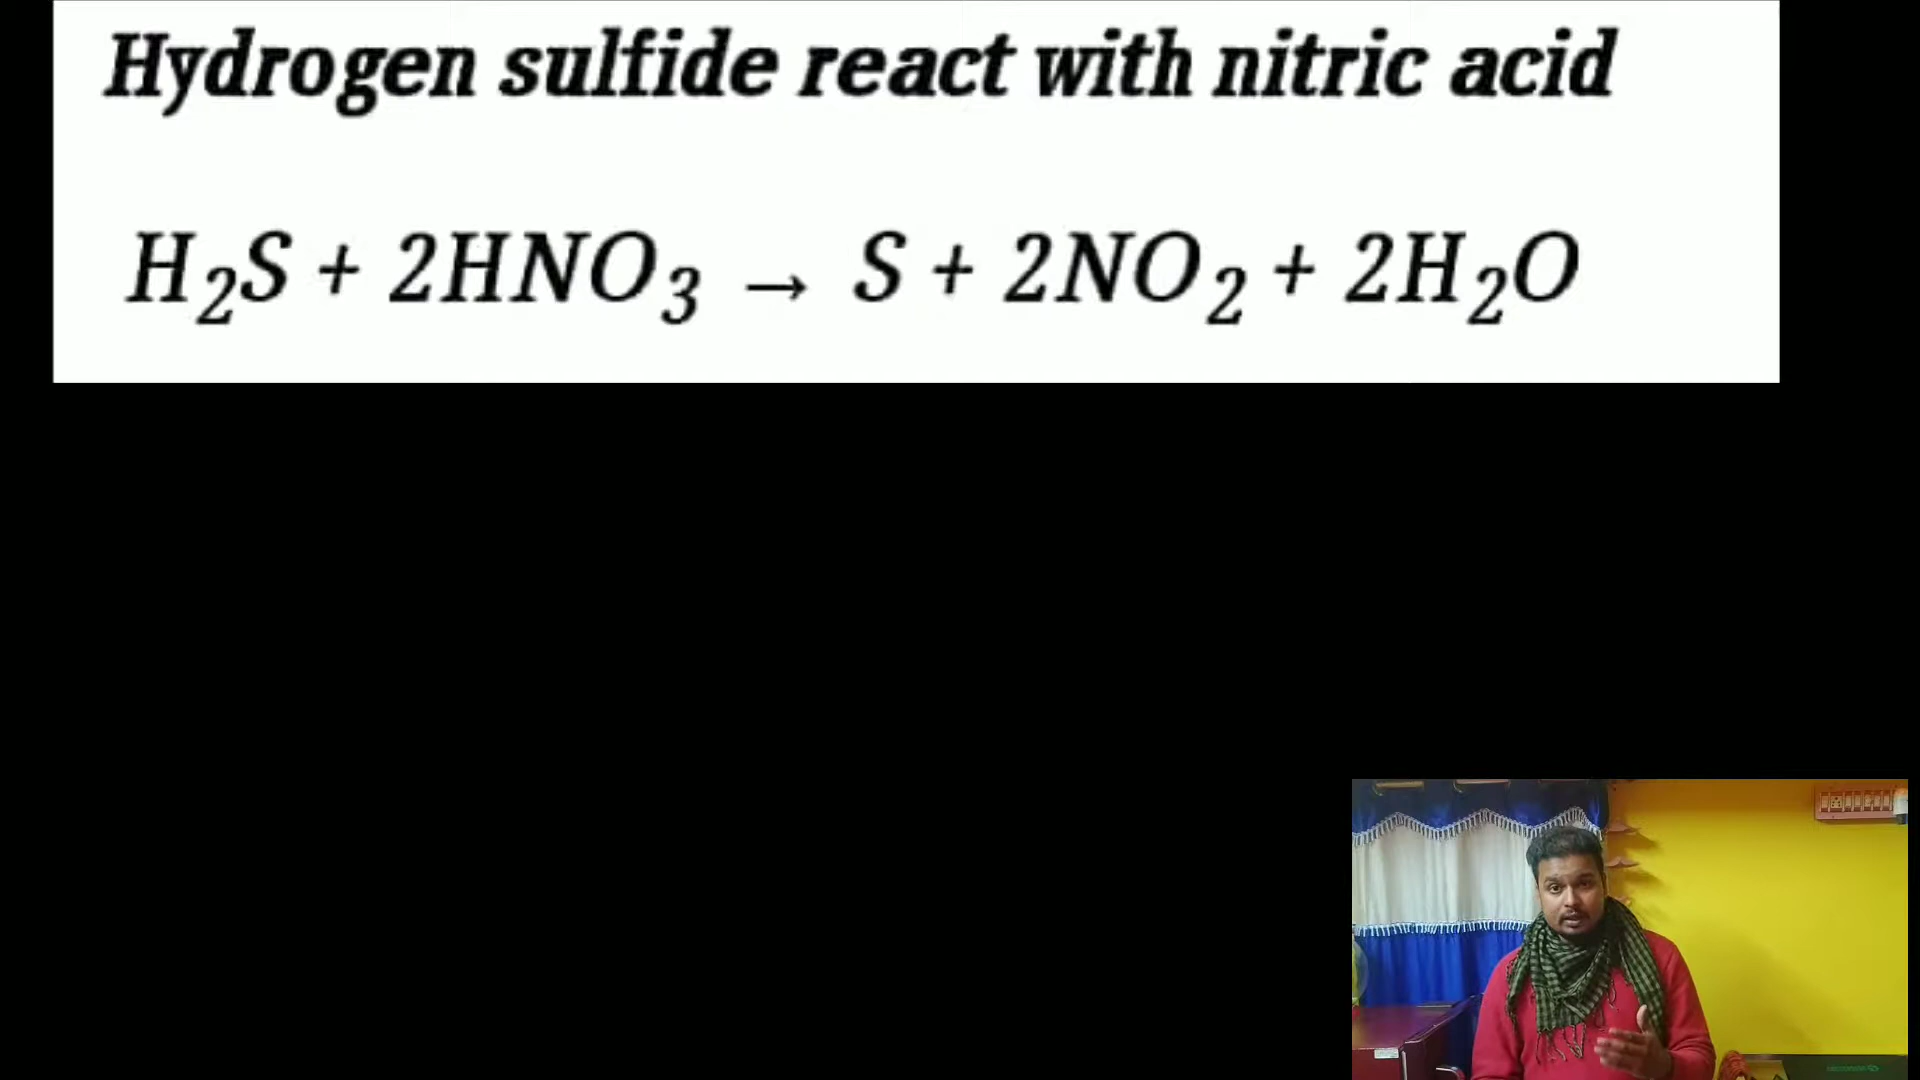 Hydrogen sulfide react with nitric acid
H₂S + 2HNO₃ → S + 2NO₂ + 2H₂O